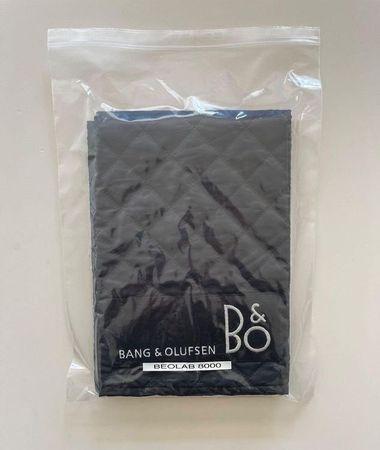 B&O
BANG & OLUFSEN
BEOLAB 8000